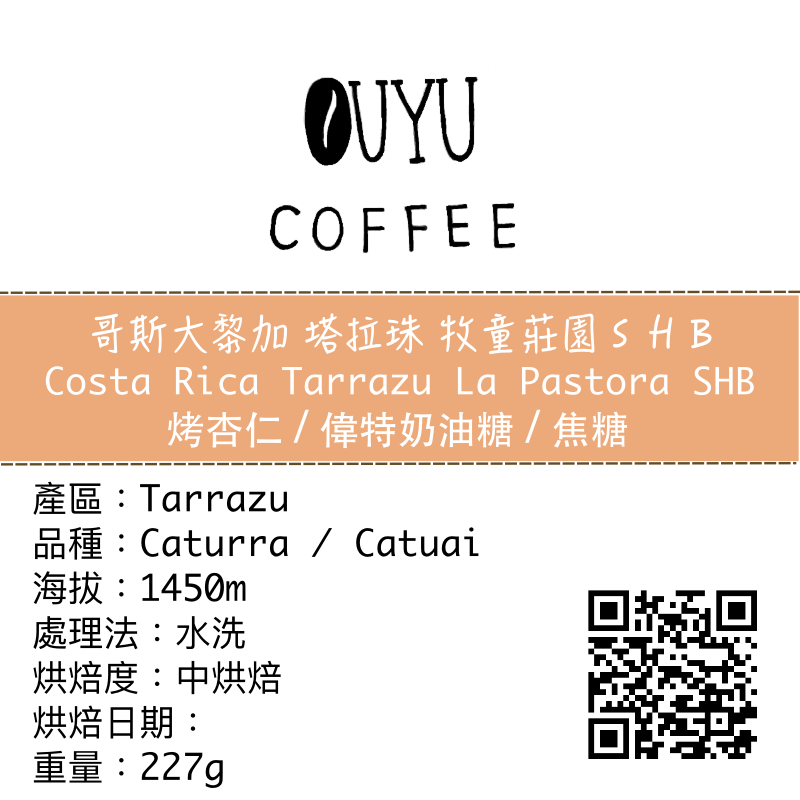 OUYU
COFFEE
哥斯大黎加 塔拉珠 牧童莊園SHB
Costa Rica Tarrazu La Pastora SHB
烤杏仁/偉特奶油糖/焦糖
產區：Tarrazu
品種：Caturra / Catuai
海拔：1450m
處理法：水洗
烘焙度：中烘焙
烘焙日期：
重量：227g